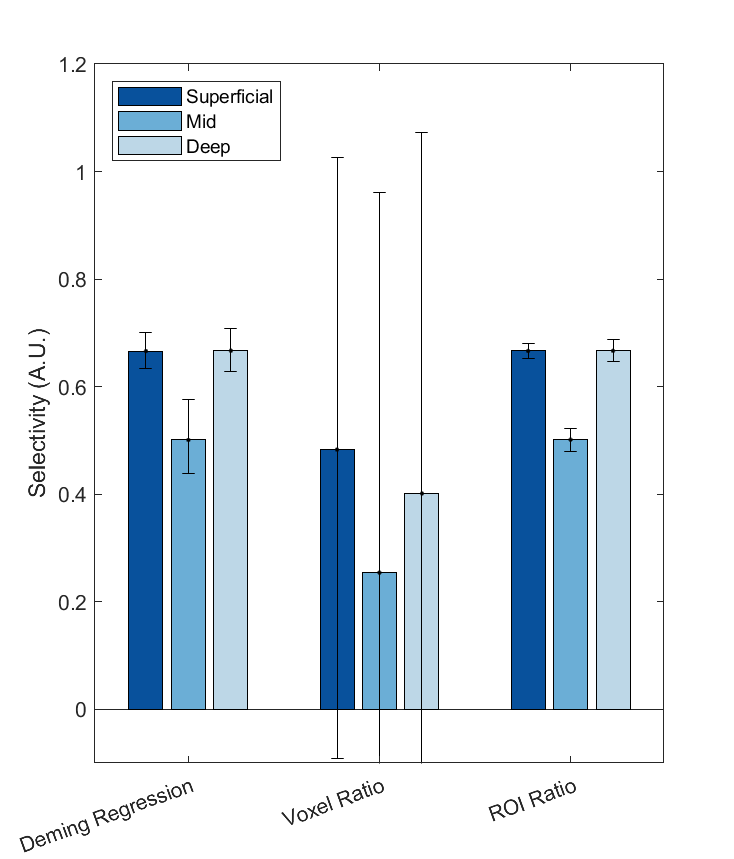 1.2
1
0.8
0.6
0.4
0.2
0
Selectivity (A.U.)
Superficial
Mid
Deep
Deming Regression
Voxel Ratio
ROI Ratio